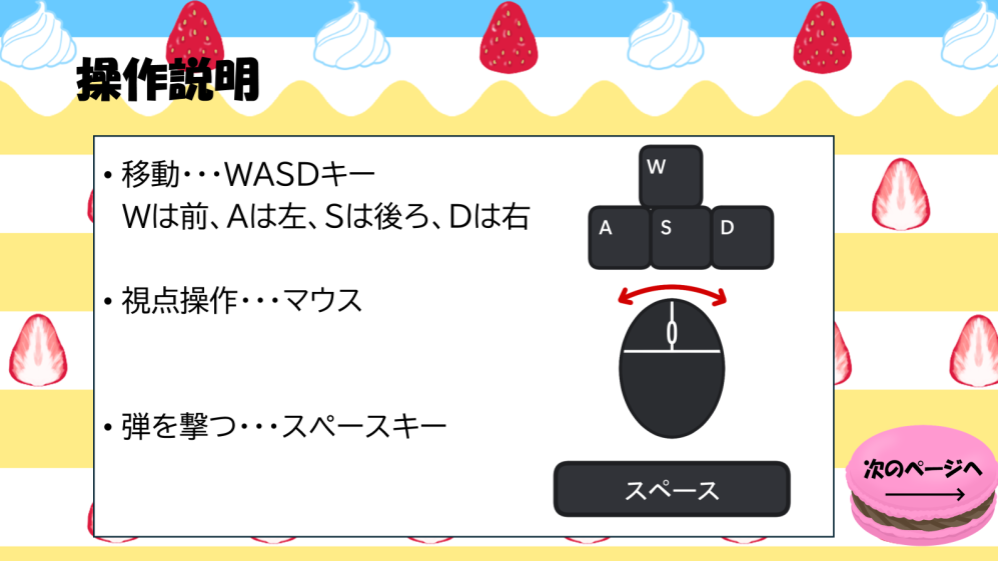 操作説明
• 移動・・・WASDキー
Wは前、Aは左、Sは後ろ、Dは右
• 視点操作・・・マウス
• 弾を撃つ・・・スペースキー
W
A S D
スペース
次のページへ